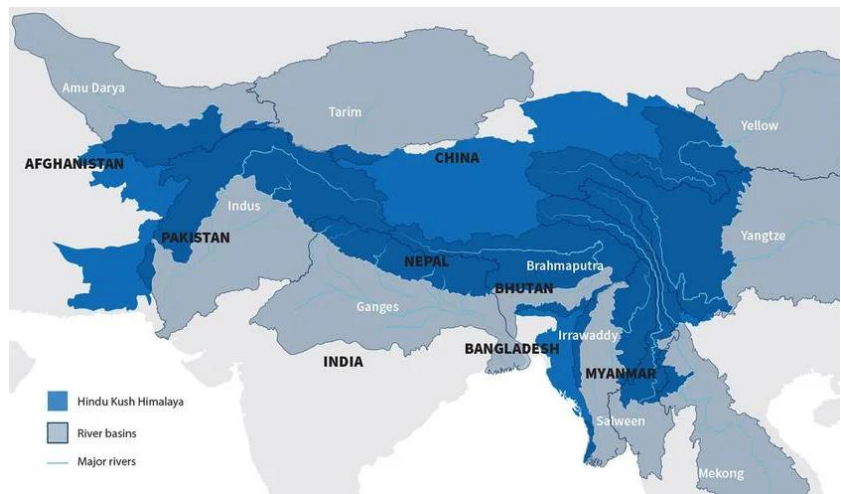 Amu Darya
Tarim
Yellow
AFGHANISTAN
CHINA
Indus
PAKISTAN
Yangtze
NEPAL
Brahmaputra
BHUTAN
Ganges
Irrawaddy
BANGLADESH
INDIA
MYANMAR
Hindu Kush Himalaya
Salween
River basins
Major rivers
Mekong